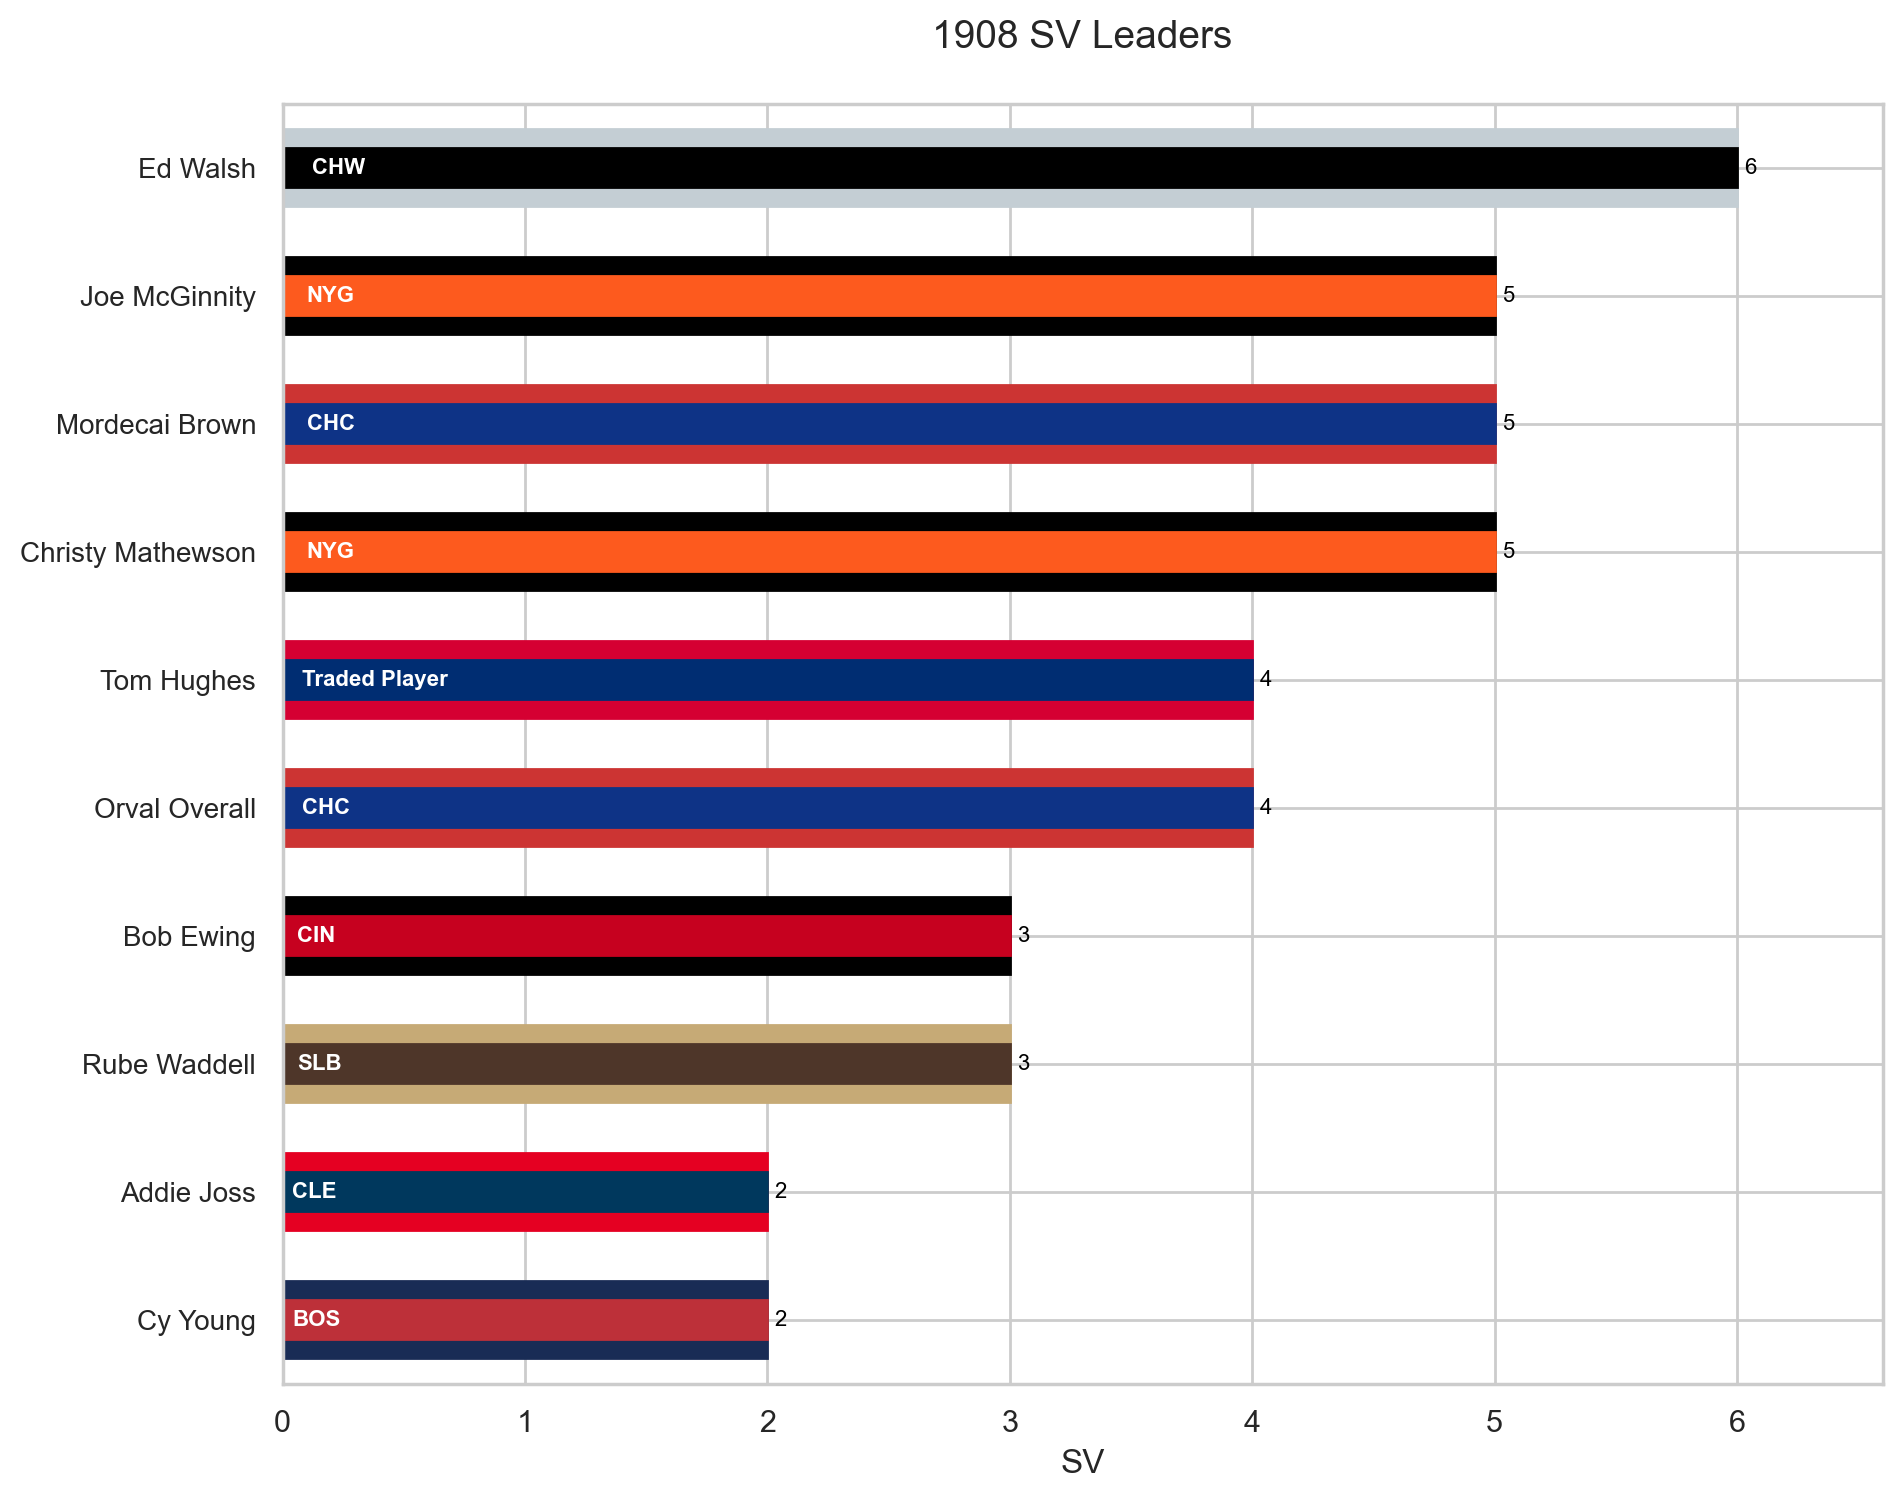 1908 SV Leaders
Ed Walsh CHW 6
Joe McGinnity NYG 5
Mordecai Brown CHC 5
Christy Mathewson NYG 5
Tom Hughes Traded Player 4
Orval Overall CHC 4
Bob Ewing CIN 3
Rube Waddell SLB 3
Addie Joss CLE 2
Cy Young BOS 2
0 1 2 3 4 5 6
SV